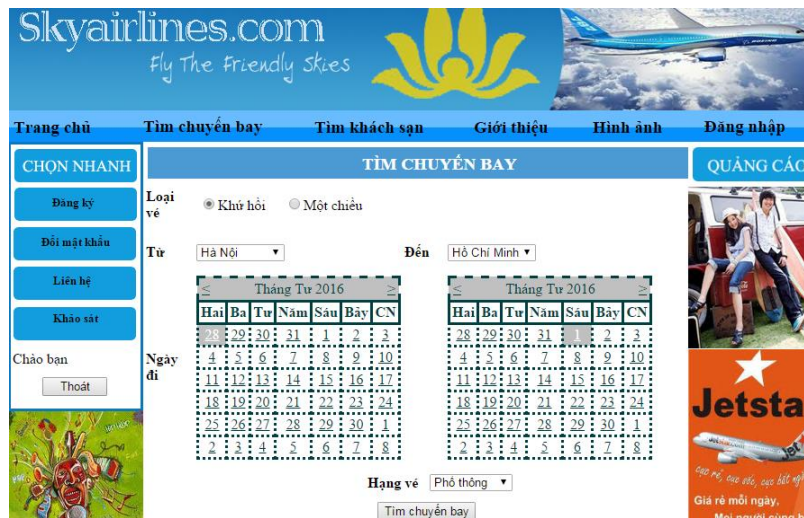 Skyairlines.com
Fly The Friendly Skies
Trang chủ Tìm chuyến bay Tìm khách sạn Giới thiệu Hình ảnh Đăng nhập
CHỌN NHANH
Đăng ký
Đổi mật khẩu
Liên hệ
Khảo sát
Chào bạn
Thoát
TÌM CHUYẾN BAY
Loại vé Khứ hồi Một chiều
Từ Hà Nội Đến Hồ Chí Minh
Ngày đi
< Tháng Tư 2016 >
Hai Ba Tư Năm Sáu Bảy CN
28 29 30 31 1 2 3
4 5 6 7 8 9 10
11 12 13 14 15 16 17
18 19 20 21 22 23 24
25 26 27 28 29 30 1
2 3 4 5 6 7 8
< Tháng Tư 2016 >
Hai Ba Tư Năm Sáu Bảy CN
28 29 30 31 1 2 3
4 5 6 7 8 9 10
11 12 13 14 15 16 17
18 19 20 21 22 23 24
25 26 27 28 29 30 1
2 3 4 5 6 7 8
Hạng vé Phổ thông
Tìm chuyến bay
QUẢNG CÁO
Jetsta
Giá rẻ mỗi ngày,